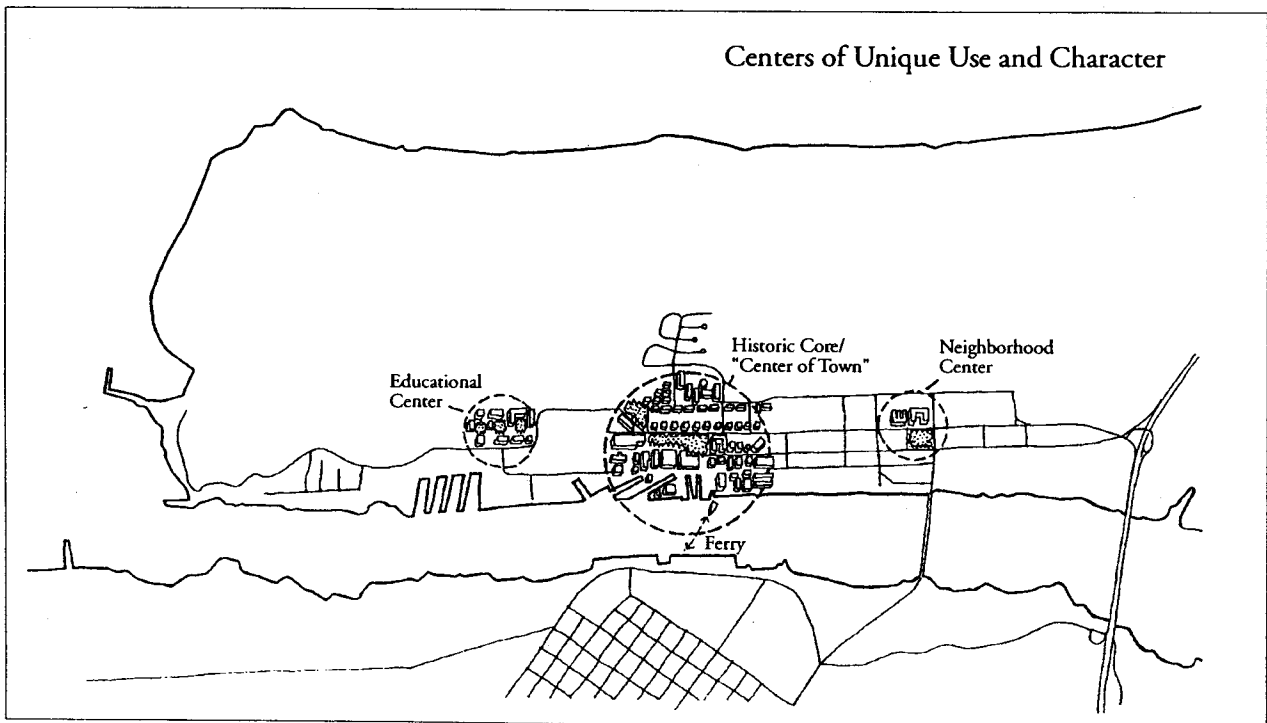 Centers of Unique Use and Character
Historic Core/
"Center of Town"
Neighborhood
Center
Educational
Center
Ferry